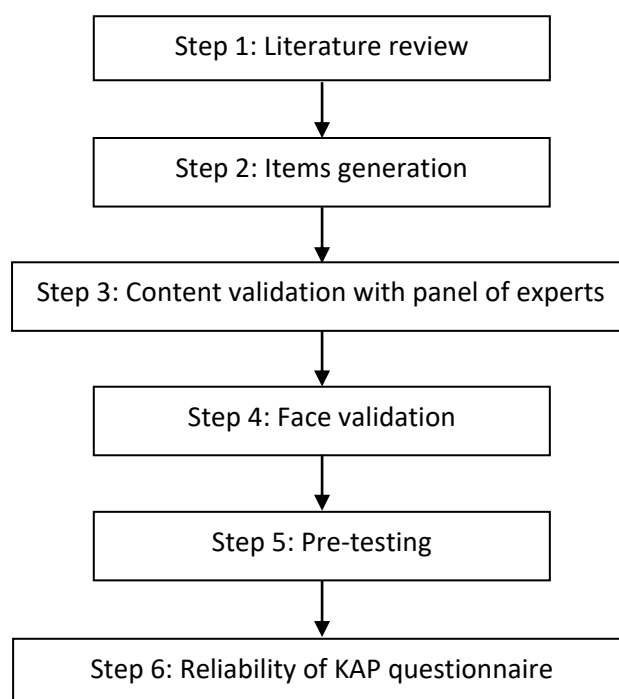 Step 1: Literature review
Step 2: Items generation
Step 3: Content validation with panel of experts
Step 4: Face validation
Step 5: Pre-testing
Step 6: Reliability of KAP questionnaire